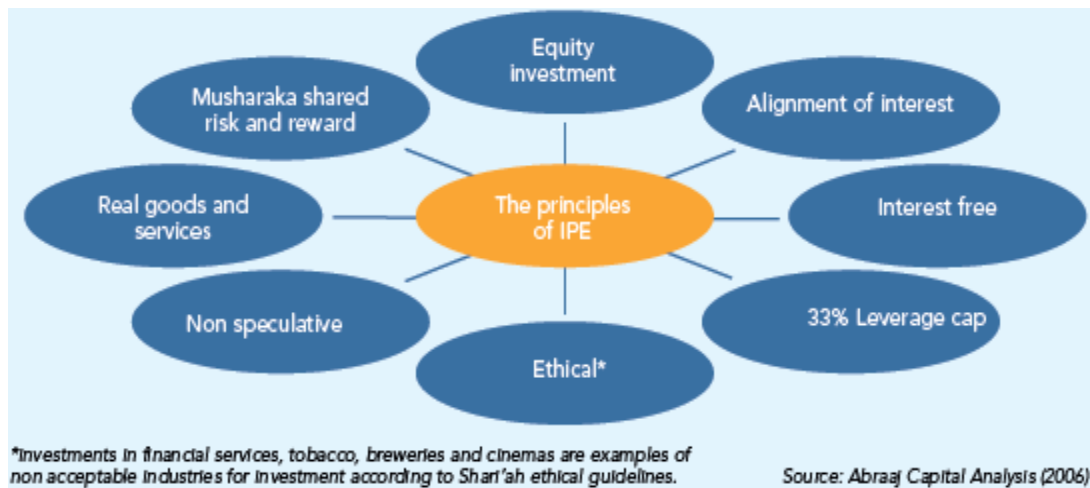 Equity
investment
Musharaka shared
risk and reward
Alignment of interest
Real goods and
services
The principles
of IPE
Interest free
Non speculative
33% Leverage cap
Ethical*
*Investments in financial services, tobacco, breweries and cinemas are examples of
non acceptable industries for investment according to Shari'ah ethical guidelines.
Source: Abraaj Capital Analysis (2006)